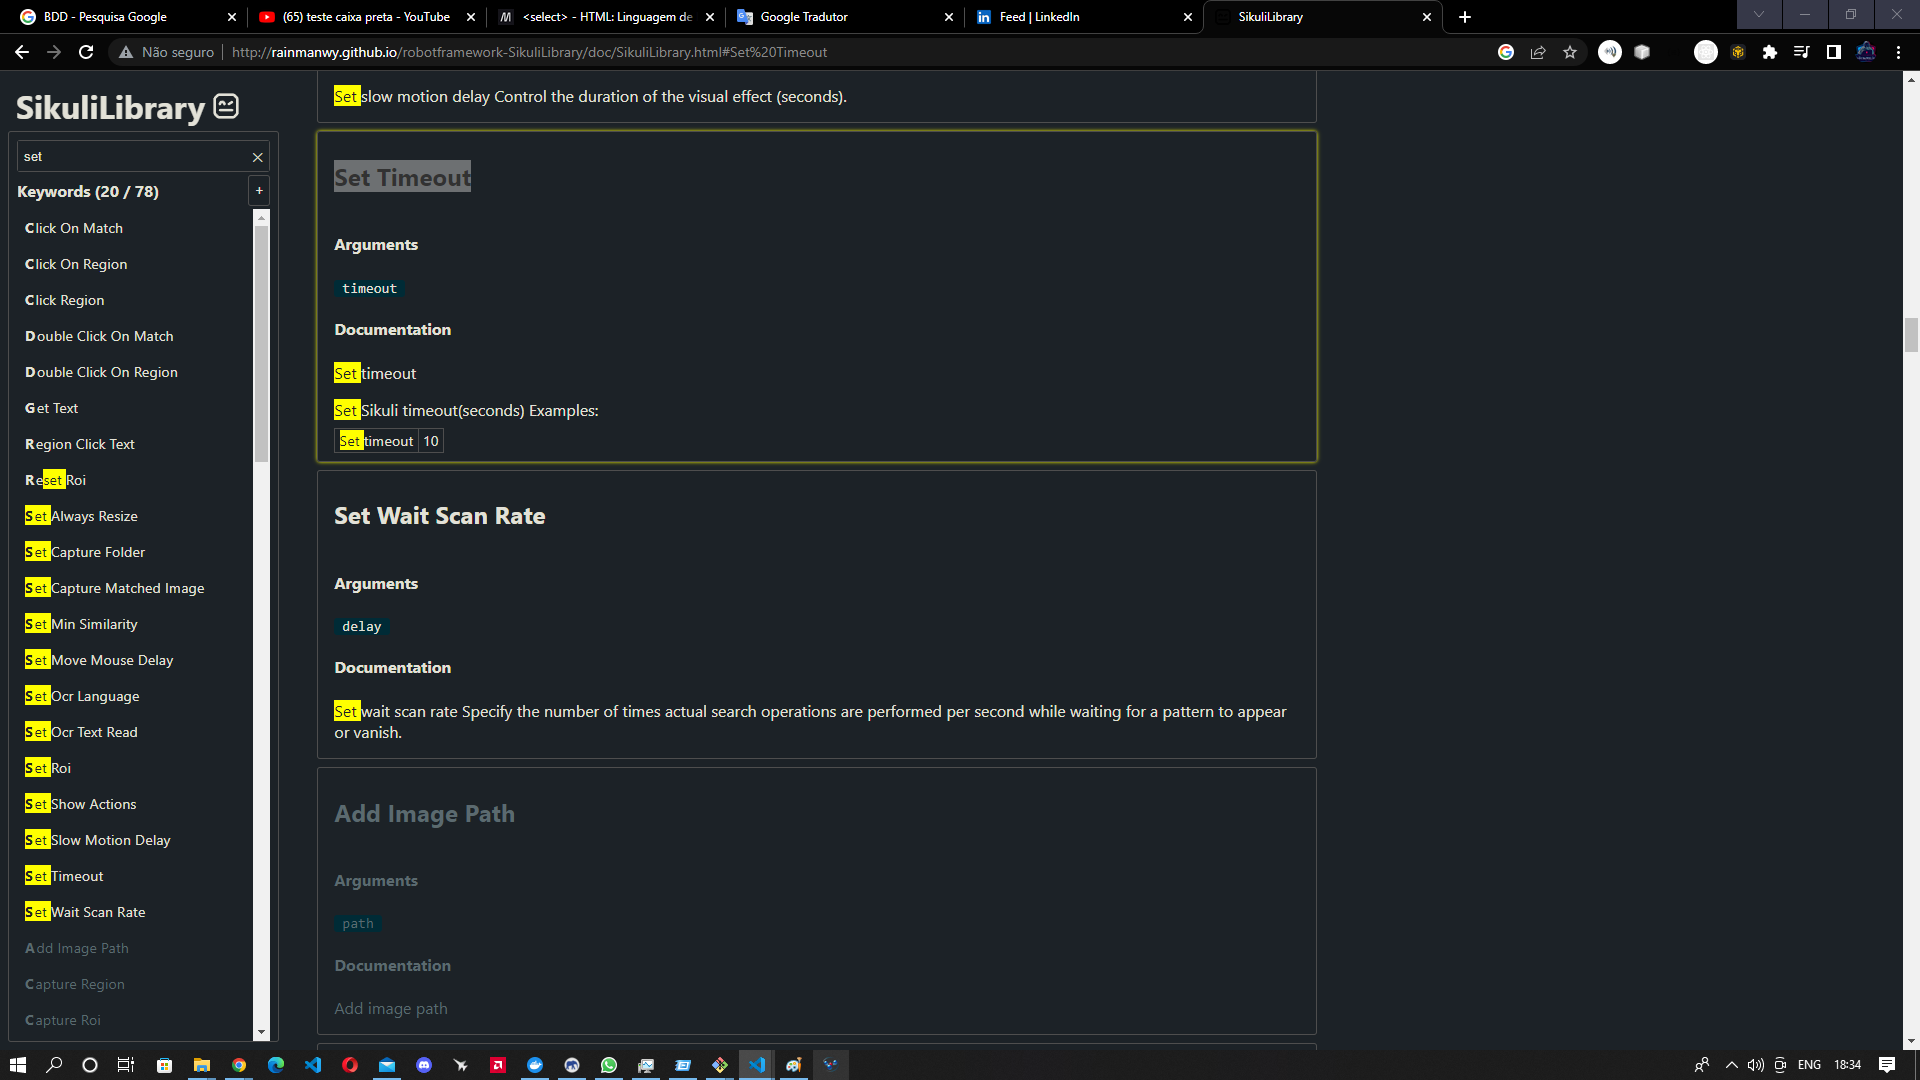 BDD - Pesquisa Google
(65) teste caixa preta - YouTube
<select> - HTML: Linguagem de
Google Tradutor
Feed | LinkedIn
SikuliLibrary
Não seguro
http://rainmanwy.github.io/robotframework-SikuliLibrary/doc/SikuliLibrary.html#Set%20Timeout
SikuliLibrary
set
Keywords (20 / 78)
+
Click On Match
Click On Region
Click Region
Double Click On Match
Double Click On Region
Get Text
Region Click Text
Reset Roi
Set Always Resize
Set Capture Folder
Set Capture Matched Image
Set Min Similarity
Set Move Mouse Delay
Set Ocr Language
Set Ocr Text Read
Set Roi
Set Show Actions
Set Slow Motion Delay
Set Timeout
Set Wait Scan Rate
Add Image Path
Capture Region
Capture Roi
Set slow motion delay Control the duration of the visual effect (seconds).
Set Timeout
Arguments
timeout
Documentation
Set timeout
Set Sikuli timeout(seconds) Examples:
Set timeout 10
Set Wait Scan Rate
Arguments
delay
Documentation
Set wait scan rate Specify the number of times actual search operations are performed per second while waiting for a pattern to appear
or vanish.
Add Image Path
Arguments
path
Documentation
Add image path
ENG
18:34